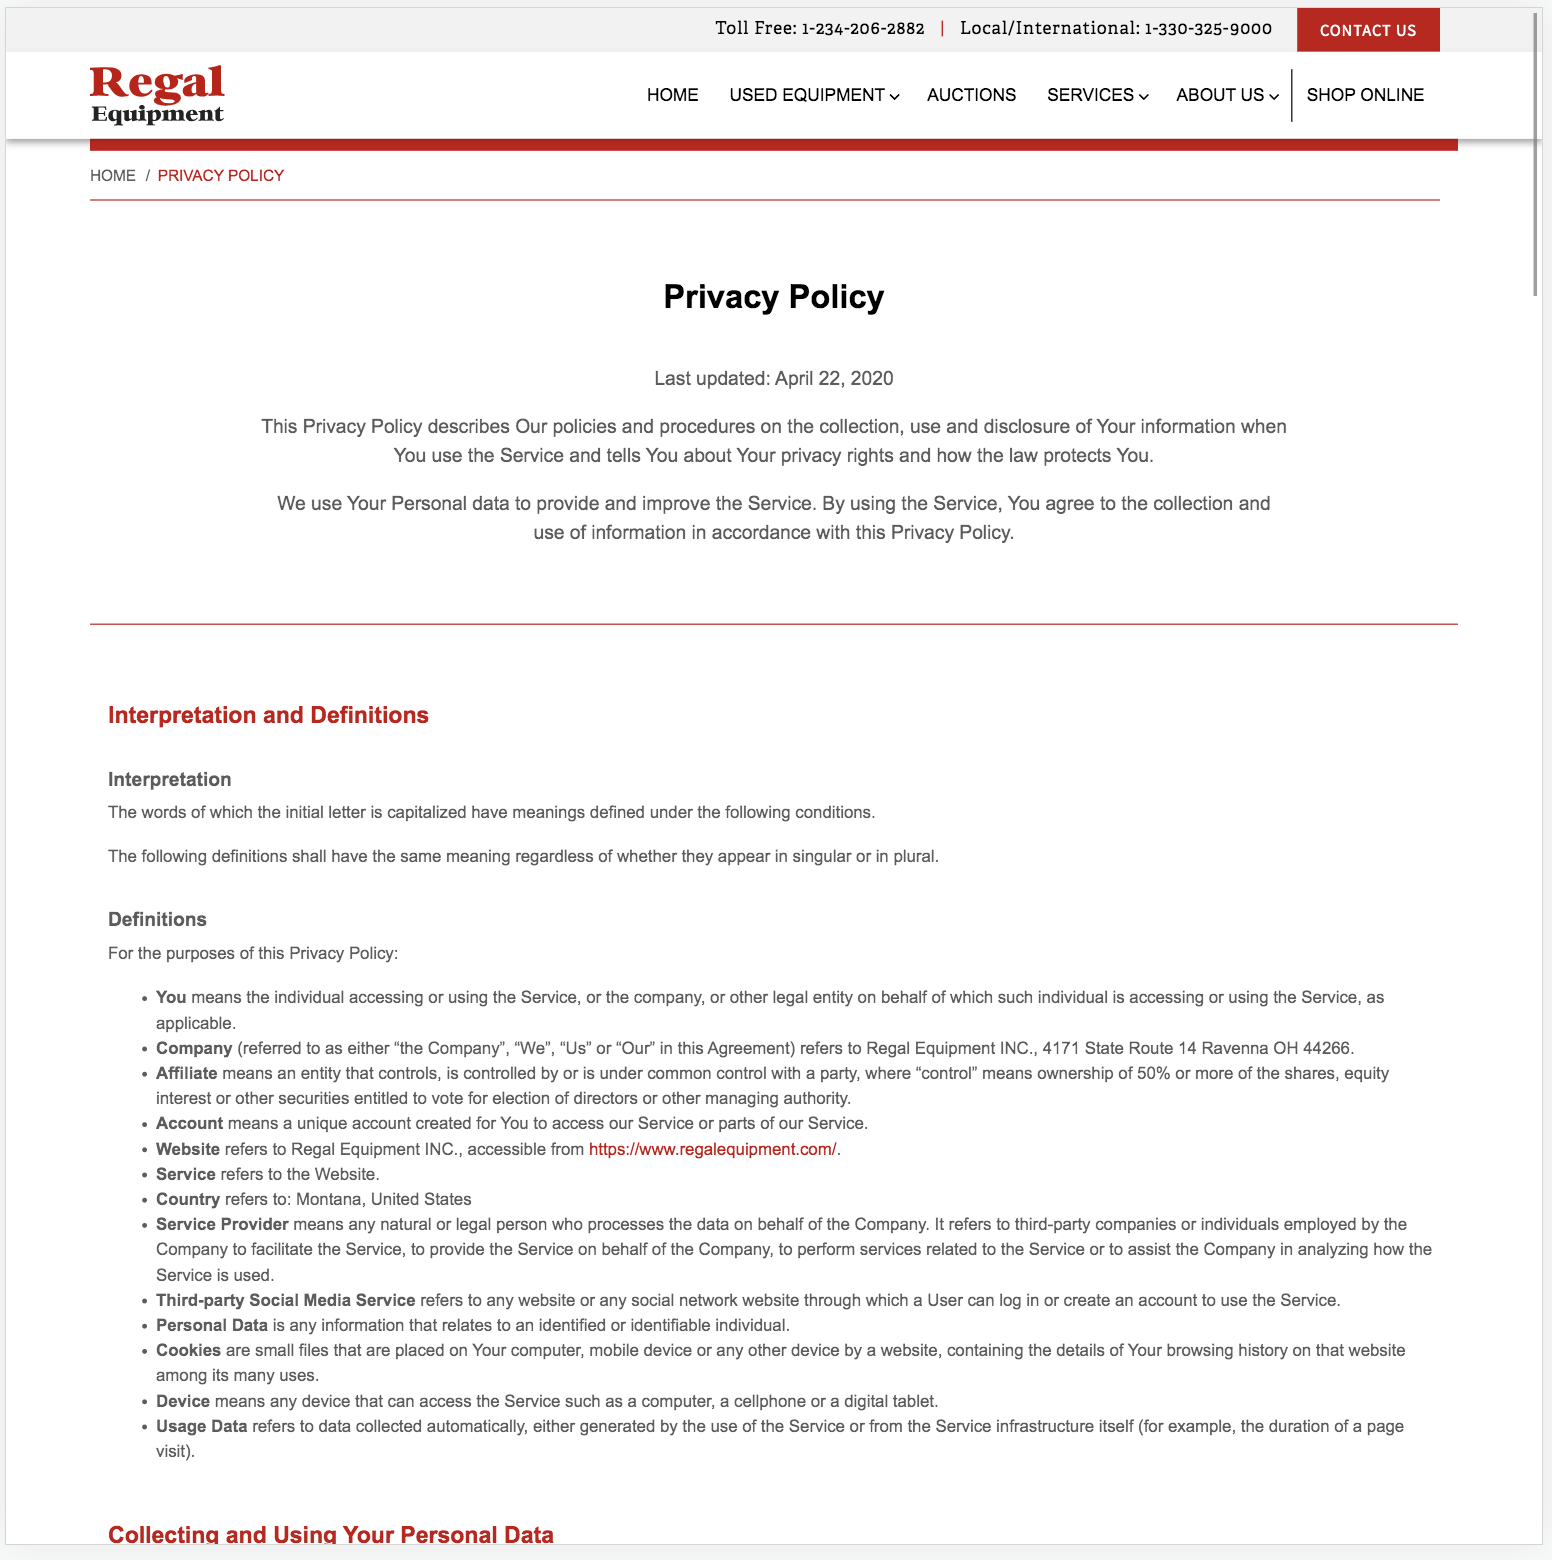 Toll Free: 1-234-206-2882 | Local/International: 1-330-325-9000 CONTACT US
Regal
Equipment
HOME USED EQUIPMENT AUCTIONS SERVICES ABOUT US SHOP ONLINE
HOME / PRIVACY POLICY
Privacy Policy
Last updated: April 22, 2020
This Privacy Policy describes Our policies and procedures on the collection, use and disclosure of Your information when
You use the Service and tells You about Your privacy rights and how the law protects You.
We use Your Personal data to provide and improve the Service. By using the Service, You agree to the collection and
use of information in accordance with this Privacy Policy.
Interpretation and Definitions
Interpretation
The words of which the initial letter is capitalized have meanings defined under the following conditions.
The following definitions shall have the same meaning regardless of whether they appear in singular or in plural.
Definitions
For the purposes of this Privacy Policy:
• You means the individual accessing or using the Service, or the company, or other legal entity on behalf of which such individual is accessing or using the Service, as
applicable.
• Company (referred to as either “the Company”, “We”, “Us” or “Our” in this Agreement) refers to Regal Equipment INC., 4171 State Route 14 Ravenna OH 44266.
• Affiliate means an entity that controls, is controlled by or is under common control with a party, where “control” means ownership of 50% or more of the shares, equity
interest or other securities entitled to vote for election of directors or other managing authority.
• Account means a unique account created for You to access our Service or parts of our Service.
• Website refers to Regal Equipment INC., accessible from https://www.regalequipment.com/.
• Service refers to the Website.
• Country refers to: Montana, United States
• Service Provider means any natural or legal person who processes the data on behalf of the Company. It refers to third-party companies or individuals employed by the
Company to facilitate the Service, to provide the Service on behalf of the Company, to perform services related to the Service or to assist the Company in analyzing how the
Service is used.
• Third-party Social Media Service refers to any website or any social network website through which a User can log in or create an account to use the Service.
• Personal Data is any information that relates to an identified or identifiable individual.
• Cookies are small files that are placed on Your computer, mobile device or any other device by a website, containing the details of Your browsing history on that website
among its many uses.
• Device means any device that can access the Service such as a computer, a cellphone or a digital tablet.
• Usage Data refers to data collected automatically, either generated by the use of the Service or from the Service infrastructure itself (for example, the duration of a page
visit).
Collecting and Using Your Personal Data